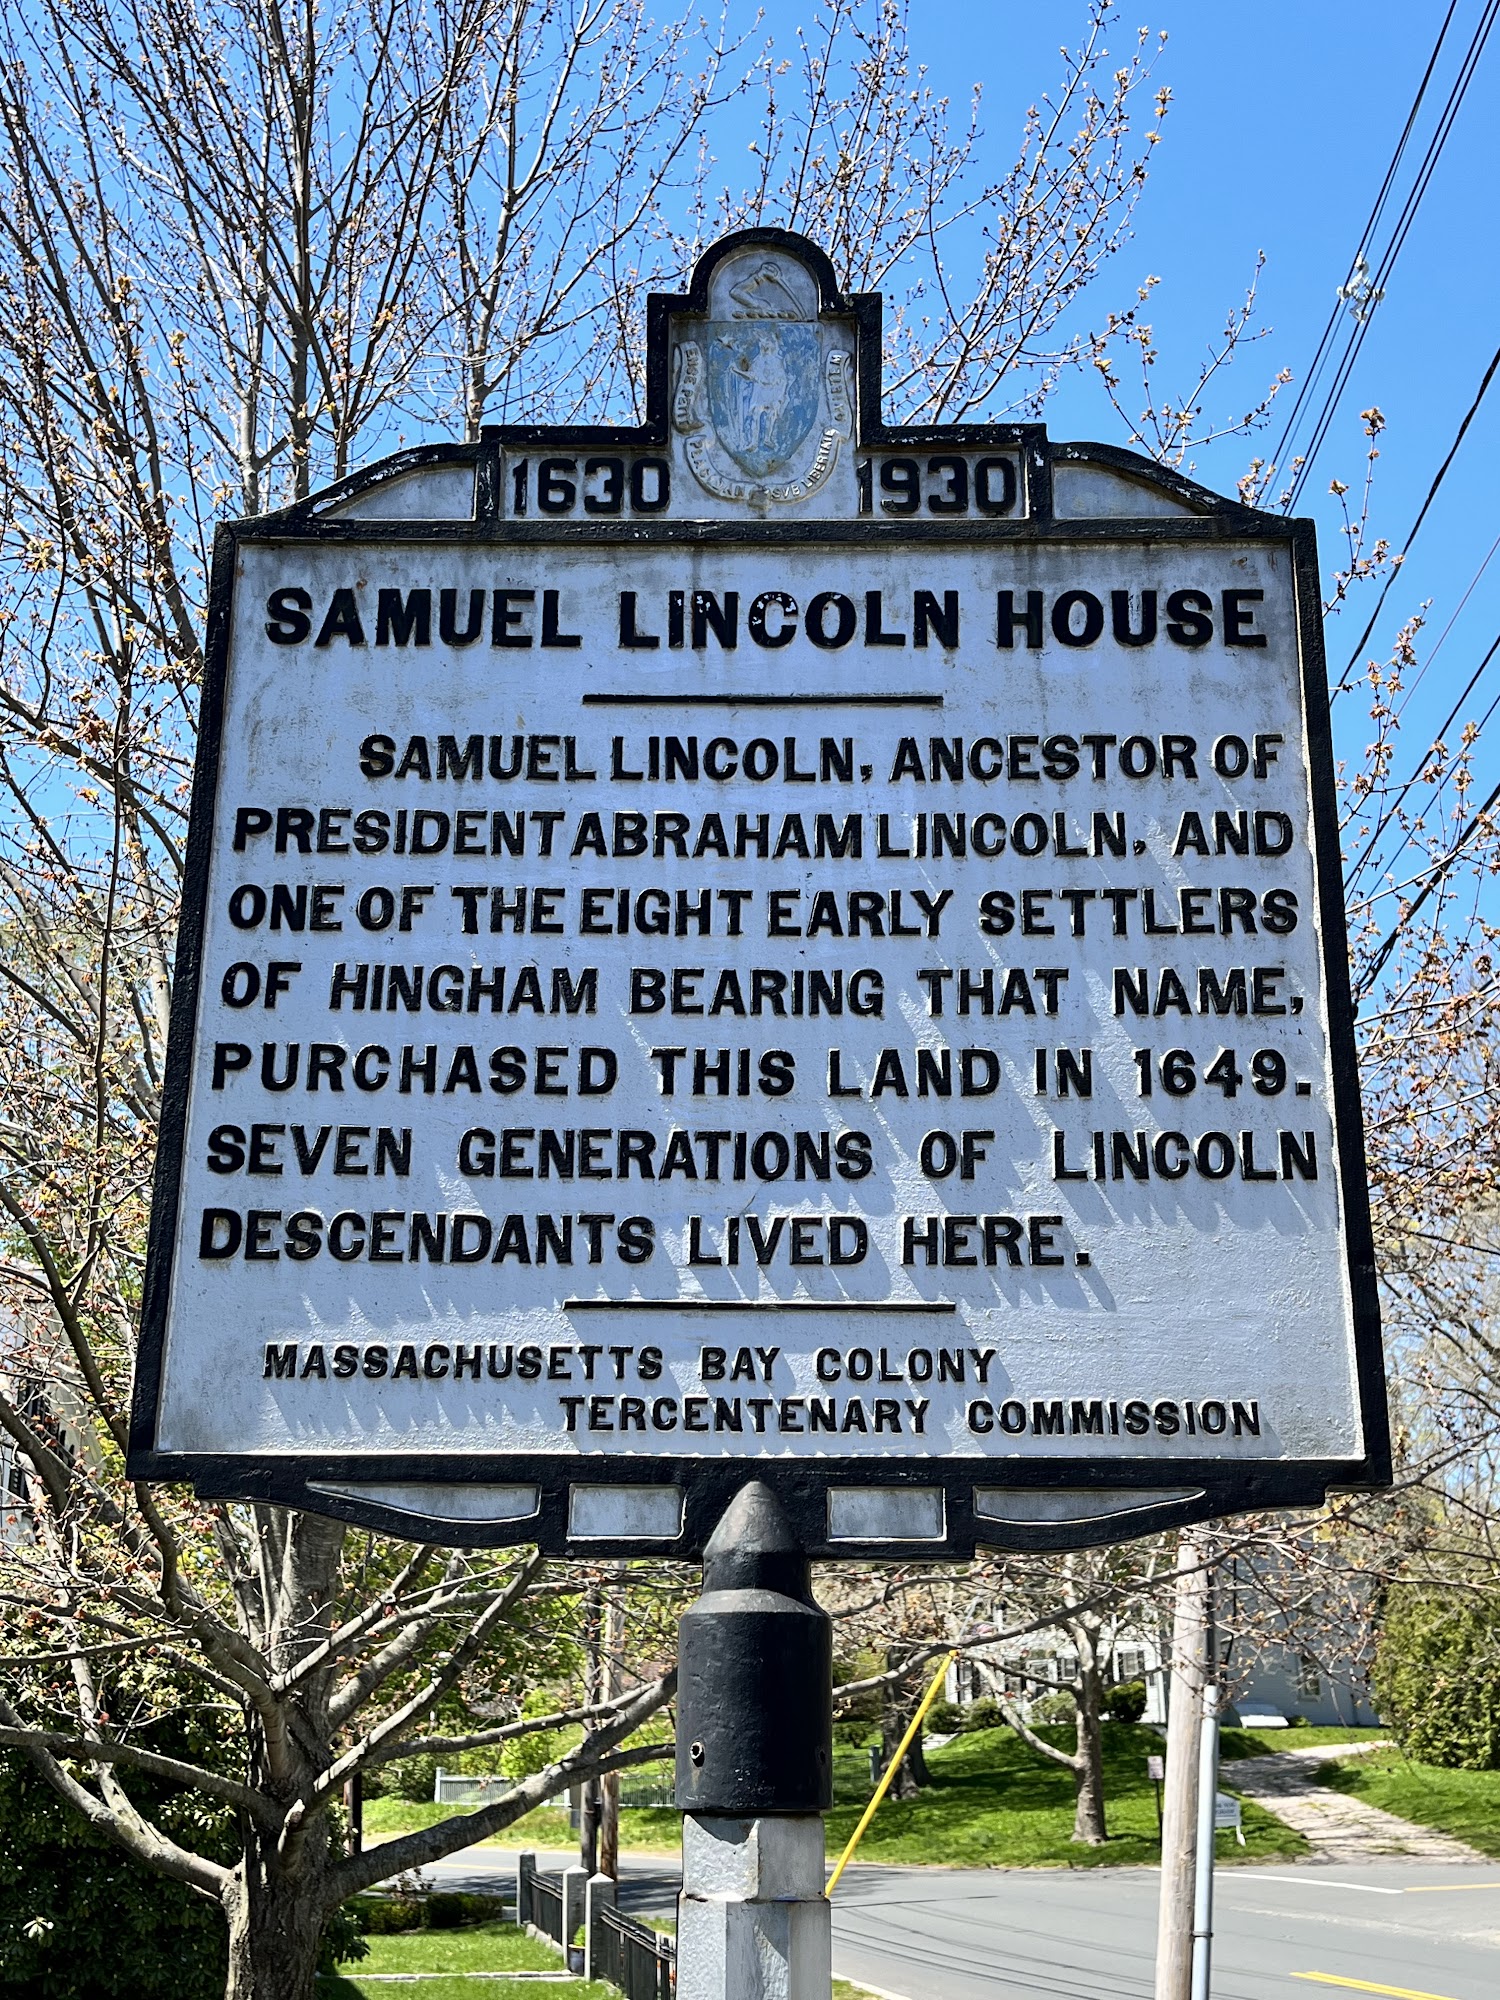 1630 1930
SAMUEL LINCOLN HOUSE
SAMUEL LINCOLN, ANCESTOR OF
PRESIDENT ABRAHAM LINCOLN, AND
ONE OF THE EIGHT EARLY SETTLERS
OF HINGHAM BEARING THAT NAME,
PURCHASED THIS LAND IN 1649.
SEVEN GENERATIONS OF LINCOLN
DESCENDANTS LIVED HERE.
MASSACHUSETTS BAY COLONY
TERCENTENARY COMMISSION